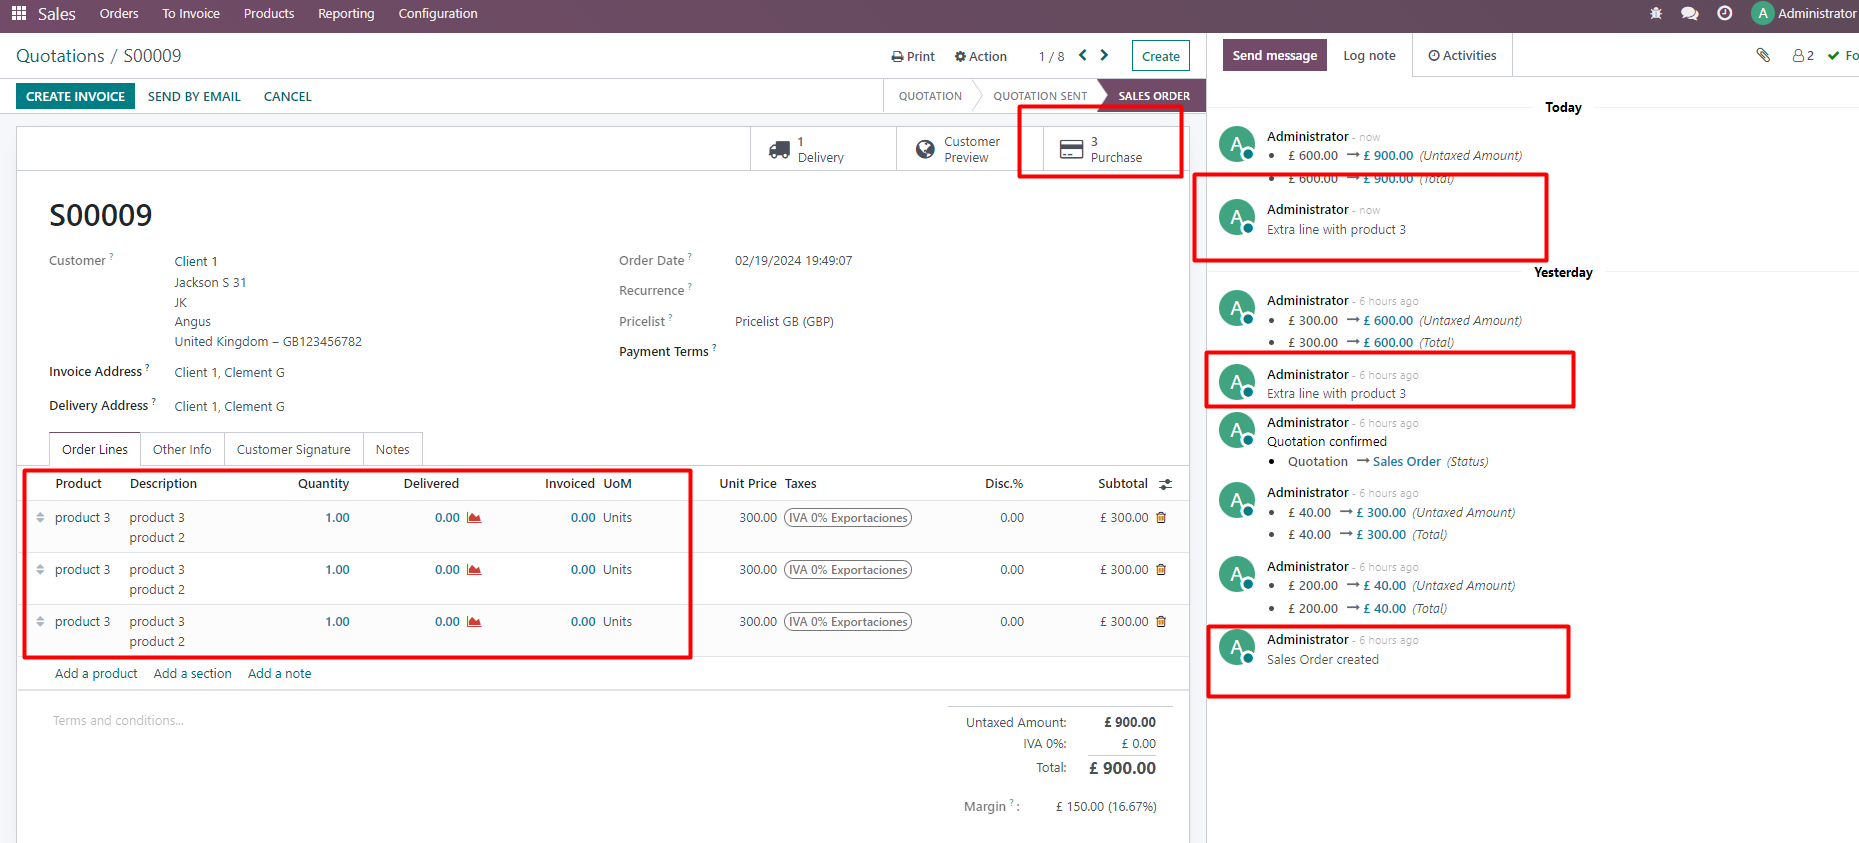 Sales Orders To Invoice Products Reporting Configuration A Administrator
Quotations / S00009 Print Action 1 / 8 Create
CREATE INVOICE SEND BY EMAIL CANCEL QUOTATION QUOTATION SENT SALES ORDER
1 Delivery
Customer Preview
3 Purchase
S00009
Customer ? Client 1
Jackson S 31
JK
Angus
United Kingdom – GB123456782
Invoice Address ? Client 1, Clement G
Delivery Address ? Client 1, Clement G
Order Date ? 02/19/2024 19:49:07
Recurrence ?
Pricelist ? Pricelist GB (GBP)
Payment Terms ?
Order Lines Other Info Customer Signature Notes
Product Description Quantity Delivered Invoiced UoM Unit Price Taxes Disc.% Subtotal
product 3 product 3 1.00 0.00 0.00 Units 300.00 IVA 0% Exportaciones 0.00 £ 300.00
product 2
product 3 product 3 1.00 0.00 0.00 Units 300.00 IVA 0% Exportaciones 0.00 £ 300.00
product 2
product 3 product 3 1.00 0.00 0.00 Units 300.00 IVA 0% Exportaciones 0.00 £ 300.00
product 2
Add a product Add a section Add a note
Terms and conditions...
Untaxed Amount: £ 900.00
IVA 0%: £ 0.00
Total: £ 900.00
Margin ? : £ 150.00 (16.67%)
Send message Log note Activities 2 Fo
Today
A Administrator - now
• £ 600.00 → £ 900.00 (Untaxed Amount)
• £ 600.00 → £ 900.00 (Total)
A Administrator - now
Extra line with product 3
Yesterday
A Administrator - 6 hours ago
• £ 300.00 → £ 600.00 (Untaxed Amount)
• £ 300.00 → £ 600.00 (Total)
A Administrator - 6 hours ago
Extra line with product 3
A Administrator - 6 hours ago
Quotation confirmed
• Quotation → Sales Order (Status)
A Administrator - 6 hours ago
• £ 40.00 → £ 300.00 (Untaxed Amount)
• £ 40.00 → £ 300.00 (Total)
A Administrator - 6 hours ago
• £ 200.00 → £ 40.00 (Untaxed Amount)
• £ 200.00 → £ 40.00 (Total)
A Administrator - 6 hours ago
Sales Order created